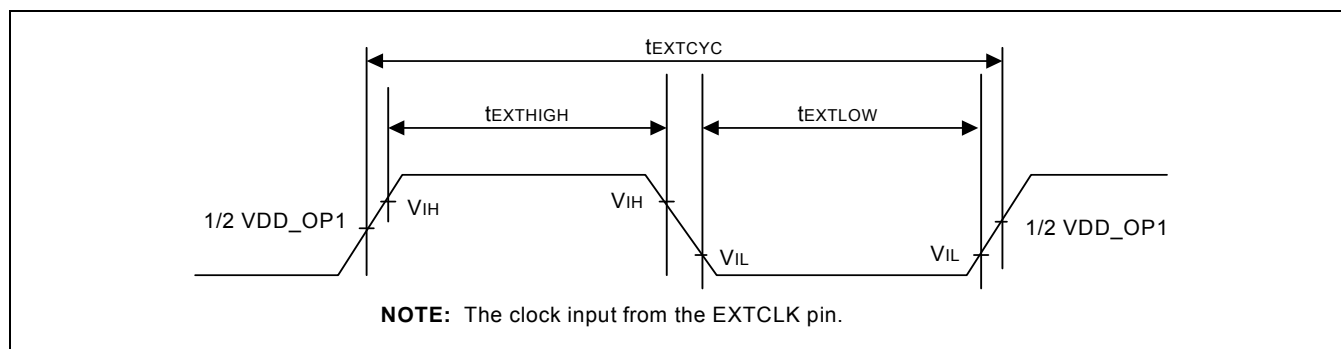 tEXTCYC
tEXTHIGH
tEXTLOW
1/2 VDD_OP1
VIH
VIH
VIL
VIL
1/2 VDD_OP1
NOTE: The clock input from the EXTCLK pin.